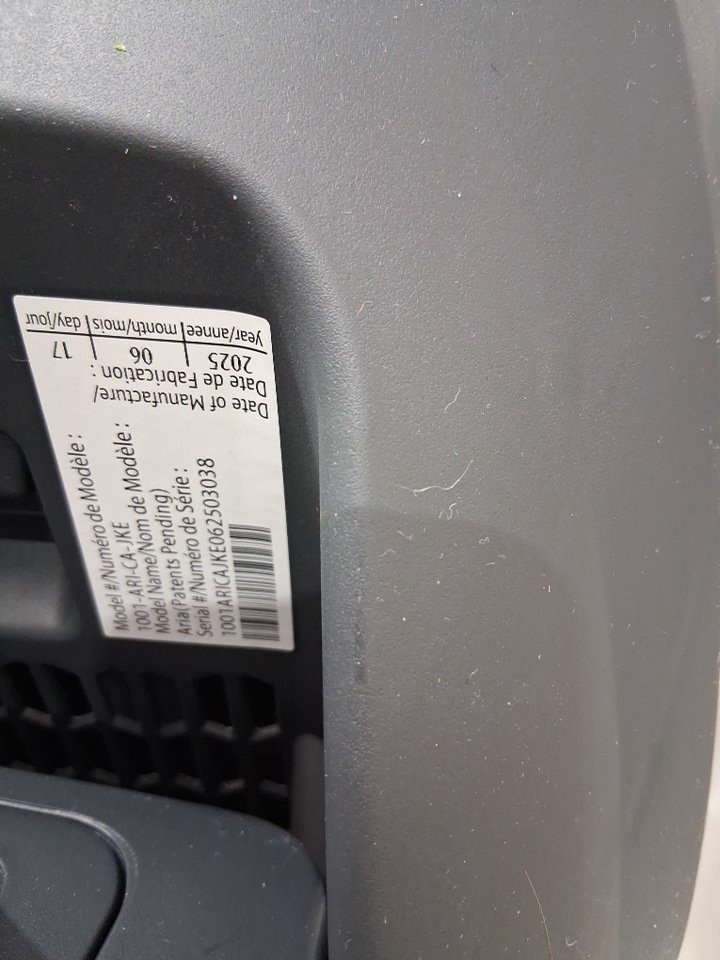 Model #/Numéro de Modèle :
1001-ARI-CA-JKE
Model Name/Nom de Modèle :
Aria(Patents Pending)
Serial #/Numéro de Série :
1001ARICAJKE062503038
Date of Manufacture/
Date de Fabrication :
2025 | 06 | 17
year/annee | month/mois | day/jour